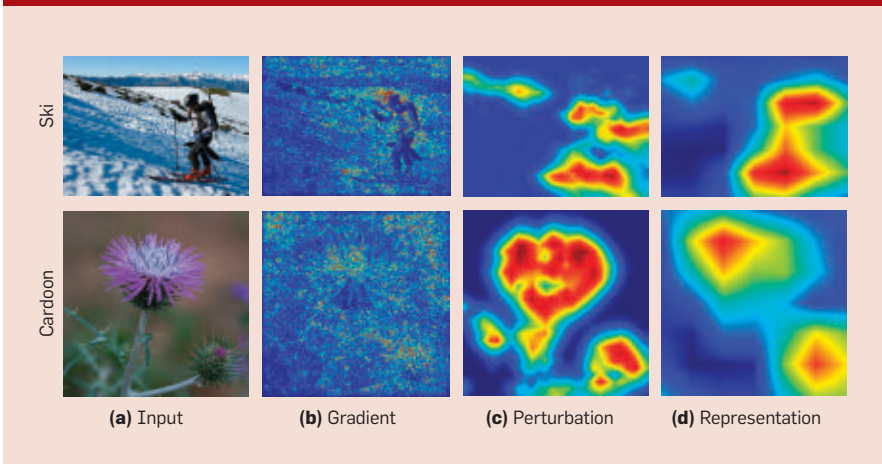 Ski
Cardoon
(a) Input (b) Gradient (c) Perturbation (d) Representation